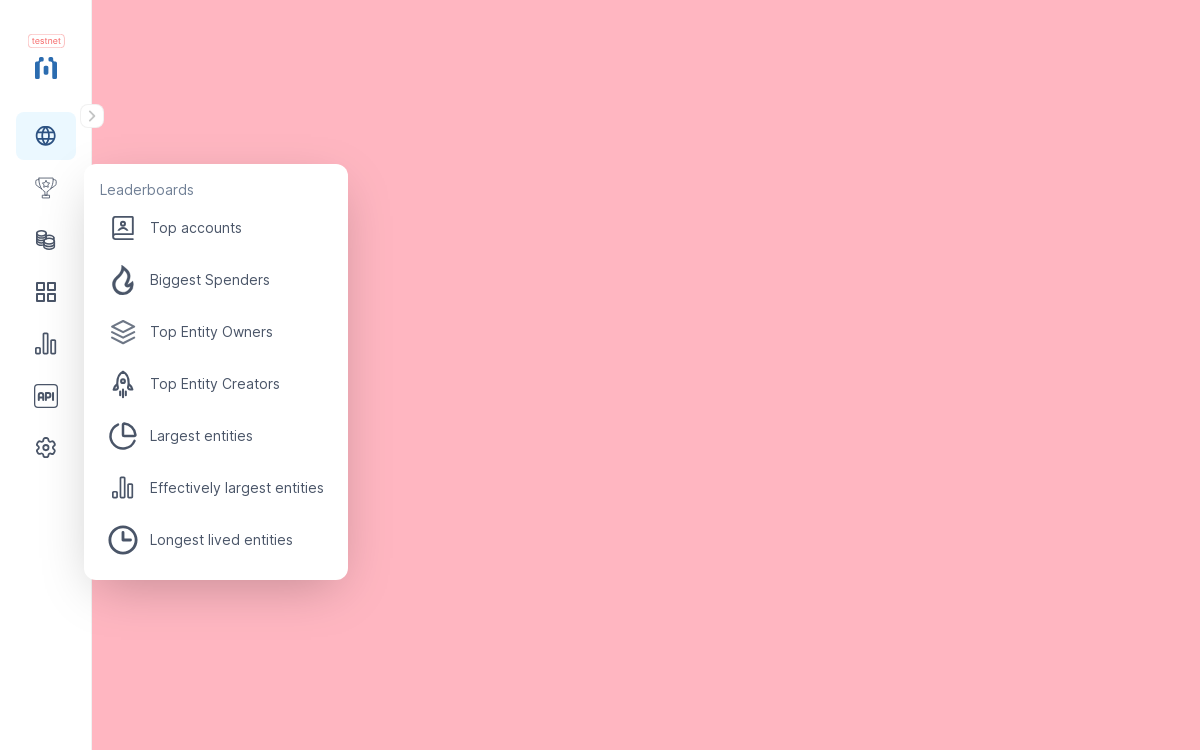 testnet
Leaderboards
Top accounts
Biggest Spenders
Top Entity Owners
Top Entity Creators
Largest entities
API
Effectively largest entities
Longest lived entities